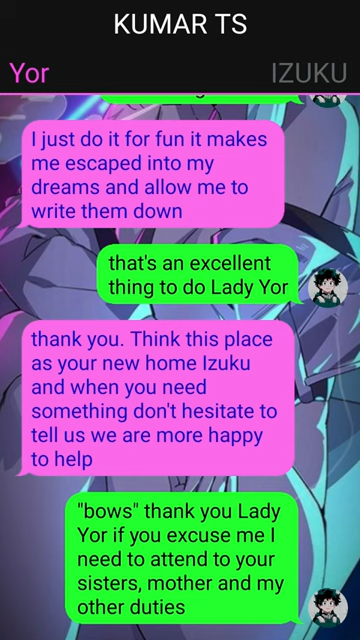 KUMAR TS
Yor
IZUKU
I just do it for fun it makes
me escaped into my
dreams and allow me to
write them down
that's an excellent
thing to do Lady Yor
thank you. Think this place
as your new home Izuku
and when you need
something don't hesitate to
tell us we are more happy
to help
"bows" thank you Lady
Yor if you excuse me I
need to attend to your
sisters, mother and my
other duties